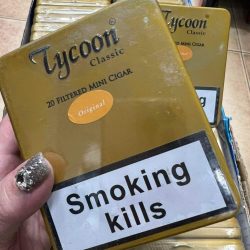 Tycoon
Classic
20 FILTERED MINI CIGAR
Original
Smoking
kills
Tycoon
Classic